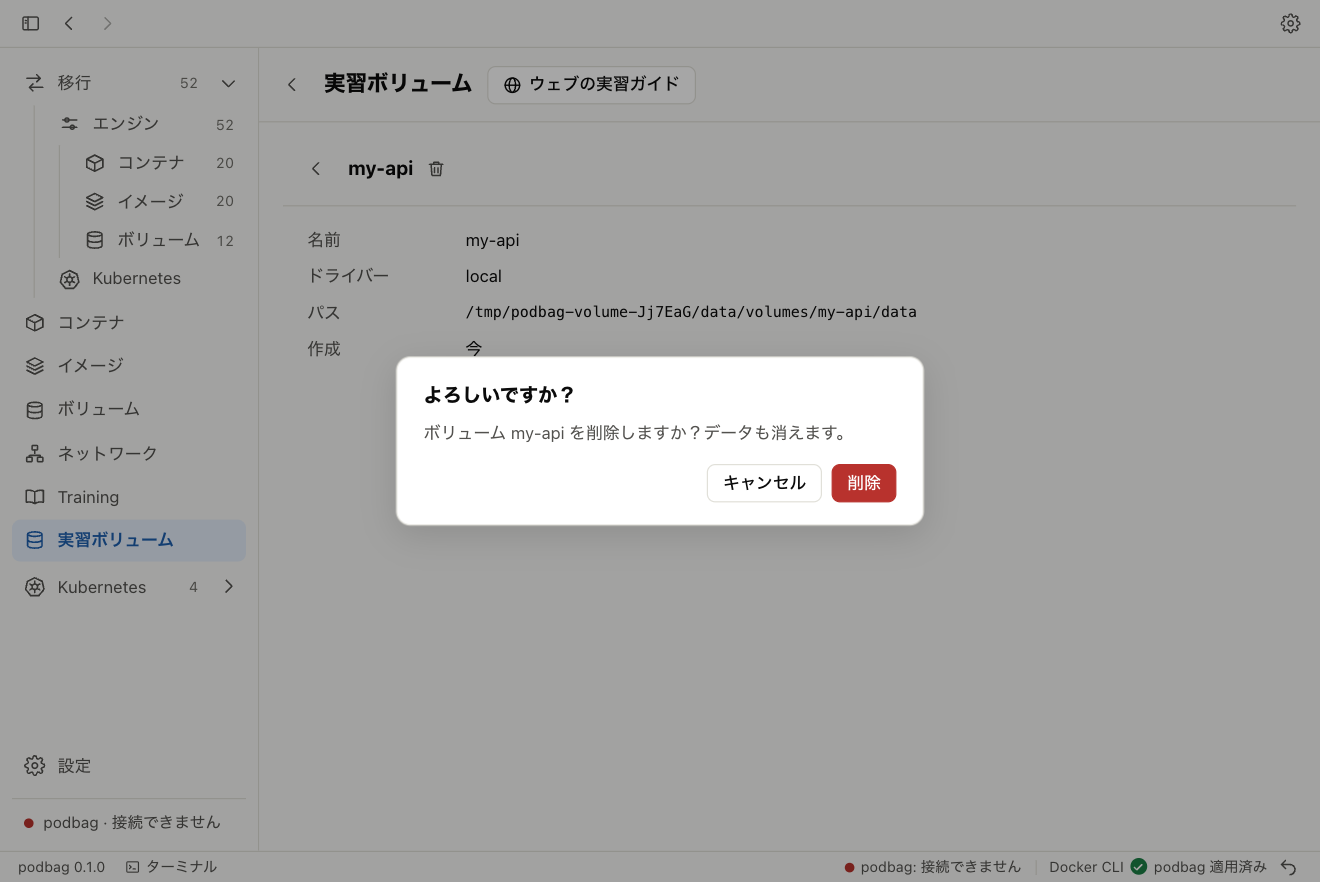 移行 52
エンジン 52
コンテナ 20
イメージ 20
ボリューム 12
Kubernetes
コンテナ
イメージ
ボリューム
ネットワーク
Training
実習ボリューム
Kubernetes 4
設定
podbag · 接続できません
実習ボリューム ウェブの実習ガイド
my-api
名前 my-api
ドライバー local
パス /tmp/podbag-volume-Jj7EaG/data/volumes/my-api/data
作成 今
よろしいですか？
ボリューム my-api を削除しますか？データも消えます。
キャンセル 削除
podbag 0.1.0 ターミナル podbag: 接続できません Docker CLI podbag 適用済み